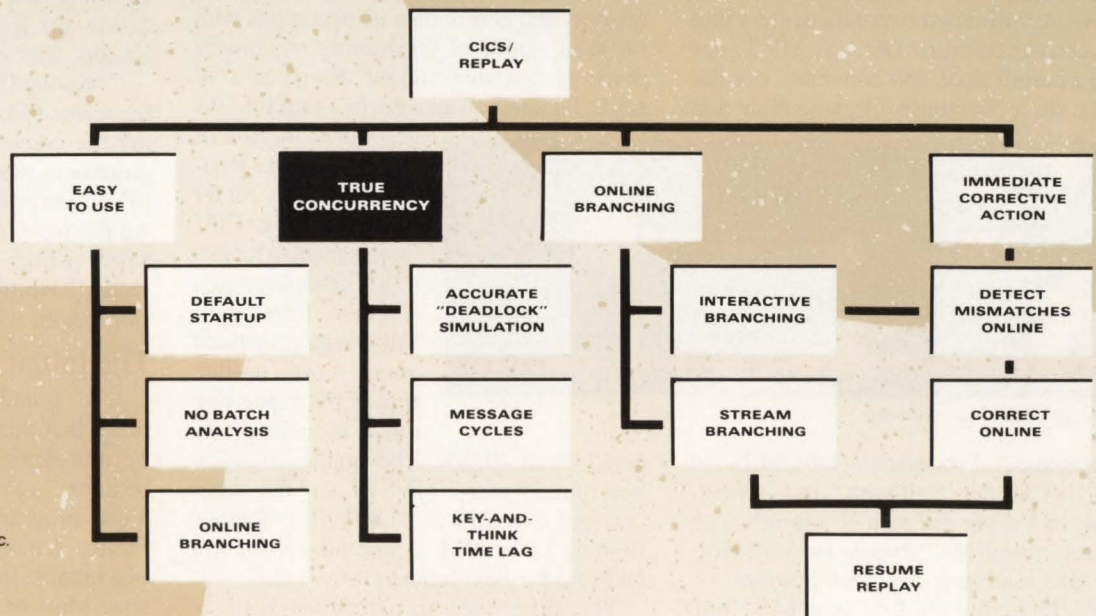 CICS/
REPLAY
EASY
TO USE
TRUE
CONCURRENCY
ONLINE
BRANCHING
IMMEDIATE
CORRECTIVE
ACTION
DEFAULT
STARTUP
ACCURATE
"DEADLOCK"
SIMULATION
INTERACTIVE
BRANCHING
DETECT
MISMATCHES
ONLINE
NO BATCH
ANALYSIS
MESSAGE
CYCLES
STREAM
BRANCHING
CORRECT
ONLINE
ONLINE
BRANCHING
KEY-AND-
THINK
TIME LAG
RESUME
REPLAY
c.